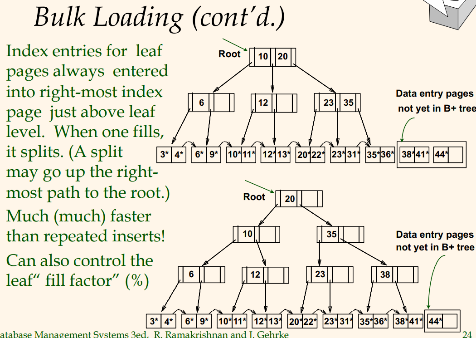 Bulk Loading (cont'd.)
Index entries for leaf
pages always entered
into right-most index
page just above leaf
level. When one fills,
it splits. (A split
may go up the right-
most path to the root.)
Much (much) faster
than repeated inserts!
Can also control the
leaf“ fill factor” (%)
Root
10 20
Data entry pages
not yet in B+ tree
6 12 23 35
3* 4* 6* 9* 10* 11* 12* 13* 20* 22* 23* 31* 35* 36* 38* 41* 44*
Root
20
10 35
Data entry pages
not yet in B+ tree
6 12 23 38
3* 4* 6* 9* 10* 11* 12* 13* 20* 22* 23* 31* 35* 36* 38* 41* 44*
atabase Management Systems 3ed, R. Ramakrishnan and J. Gehrke 24